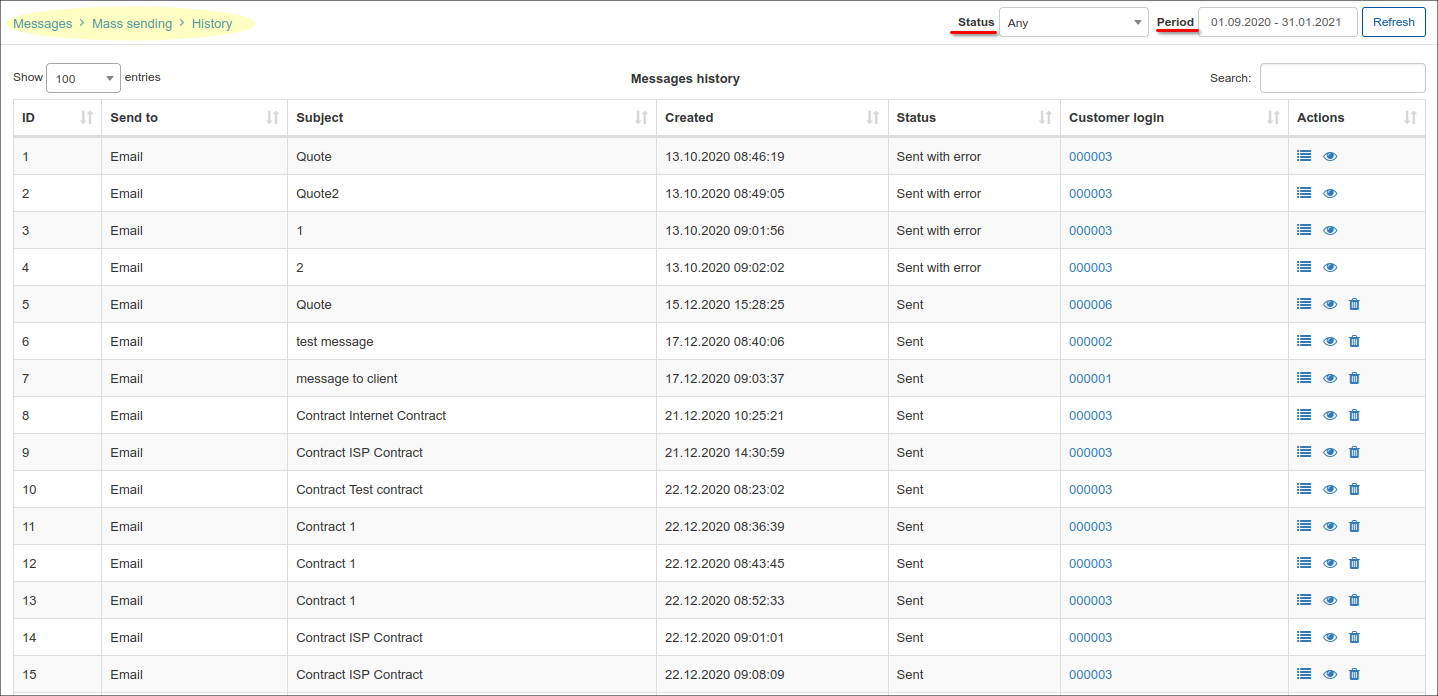 Messages > Mass sending > History Status Any Period 01.09.2020 - 31.01.2021 Refresh
Show 100 entries Messages history Search:
ID Send to Subject Created Status Customer login Actions
1 Email Quote 13.10.2020 08:46:19 Sent with error 000003
2 Email Quote2 13.10.2020 08:49:05 Sent with error 000003
3 Email 1 13.10.2020 09:01:56 Sent with error 000003
4 Email 2 13.10.2020 09:02:02 Sent with error 000003
5 Email Quote 15.12.2020 15:28:25 Sent 000006
6 Email test message 17.12.2020 08:40:06 Sent 000002
7 Email message to client 17.12.2020 09:03:37 Sent 000001
8 Email Contract Internet Contract 21.12.2020 10:25:21 Sent 000003
9 Email Contract ISP Contract 21.12.2020 14:30:59 Sent 000003
10 Email Contract Test contract 22.12.2020 08:23:02 Sent 000003
11 Email Contract 1 22.12.2020 08:36:39 Sent 000003
12 Email Contract 1 22.12.2020 08:43:45 Sent 000003
13 Email Contract 1 22.12.2020 08:52:33 Sent 000003
14 Email Contract ISP Contract 22.12.2020 09:01:01 Sent 000003
15 Email Contract ISP Contract 22.12.2020 09:08:09 Sent 000003